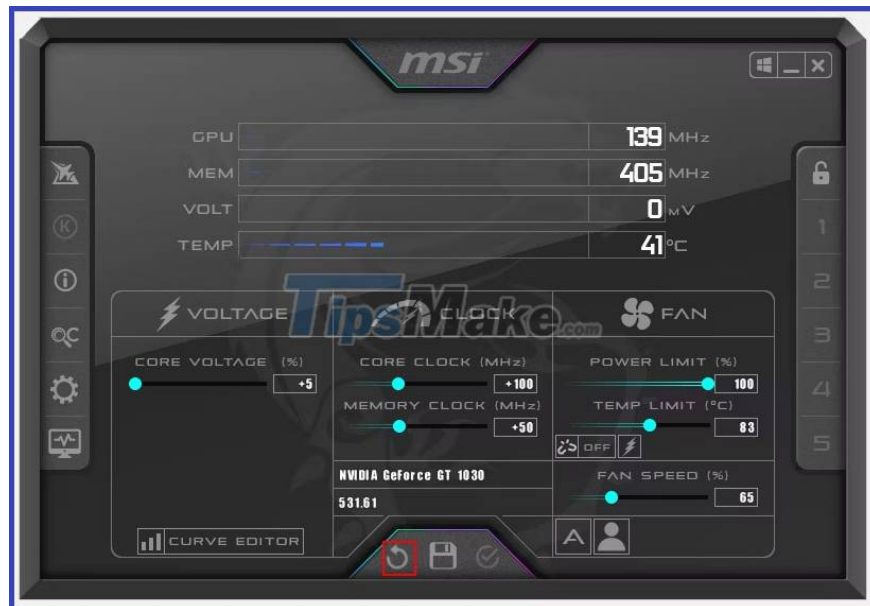 msi
GPU 139 MHz
MEM 405 MHz
VOLT 0 mV
TEMP 41 °C
TipsMake.com
VOLTAGE
CLOCK
FAN
CORE VOLTAGE (%)
+5
CORE CLOCK (MHz)
+100
MEMORY CLOCK (MHz)
+50
POWER LIMIT (%)
100
TEMP LIMIT (°C)
83
OFF
NVIDIA GeForce GT 1030
531.61
FAN SPEED (%)
65
CURVE EDITOR
A
K
i
QC
1
2
3
4
5